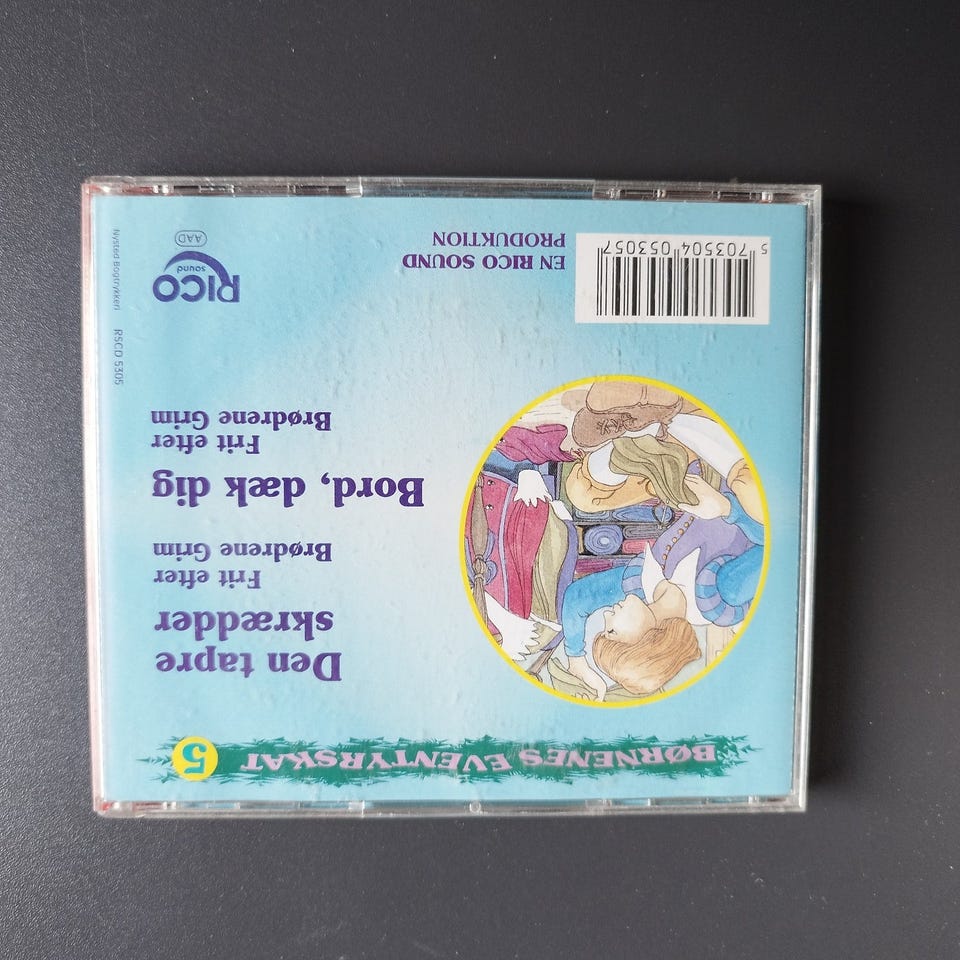 BØRNENES EVENTYRSKAT 5
Den tapre
skrædder
Frit efter
Brødrene Grim
Bord, dæk dig
Frit efter
Brødrene Grim
5 703504 053057
EN RICO SOUND
PRODUKTION
RICO
sound
AAD
Nysted Bogtrykkeri
RSCD 5305